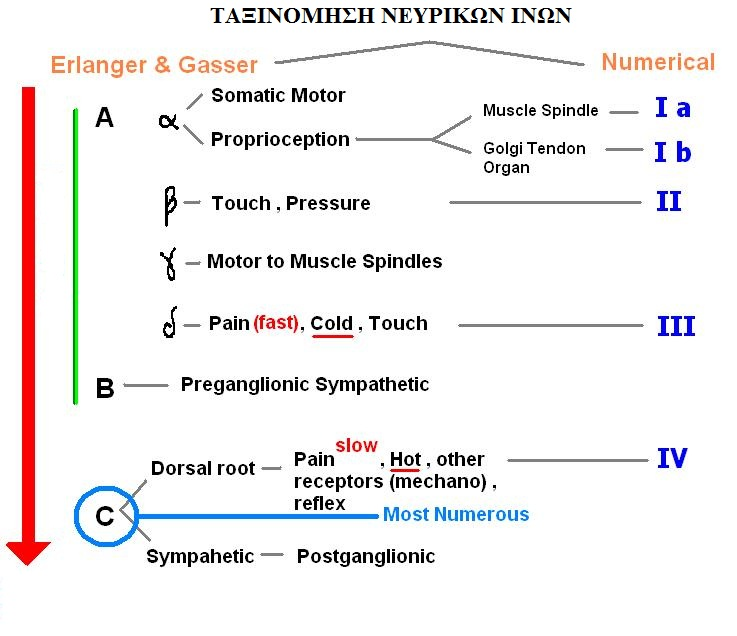 ΤΑΞΙΝΟΜΗΣΗ ΝΕΥΡΙΚΩΝ ΙΝΩΝ
Erlanger & Gasser
Numerical
A
α
Somatic Motor
Proprioception
Muscle Spindle
I a
Golgi Tendon
Organ
I b
β
Touch , Pressure
II
γ
Motor to Muscle Spindles
δ
Pain (fast), Cold , Touch
III
B
Preganglionic Sympathetic
C
Dorsal root
slow
Pain , Hot , other
receptors (mechano) ,
reflex
IV
Most Numerous
Sympahetic
Postganglionic